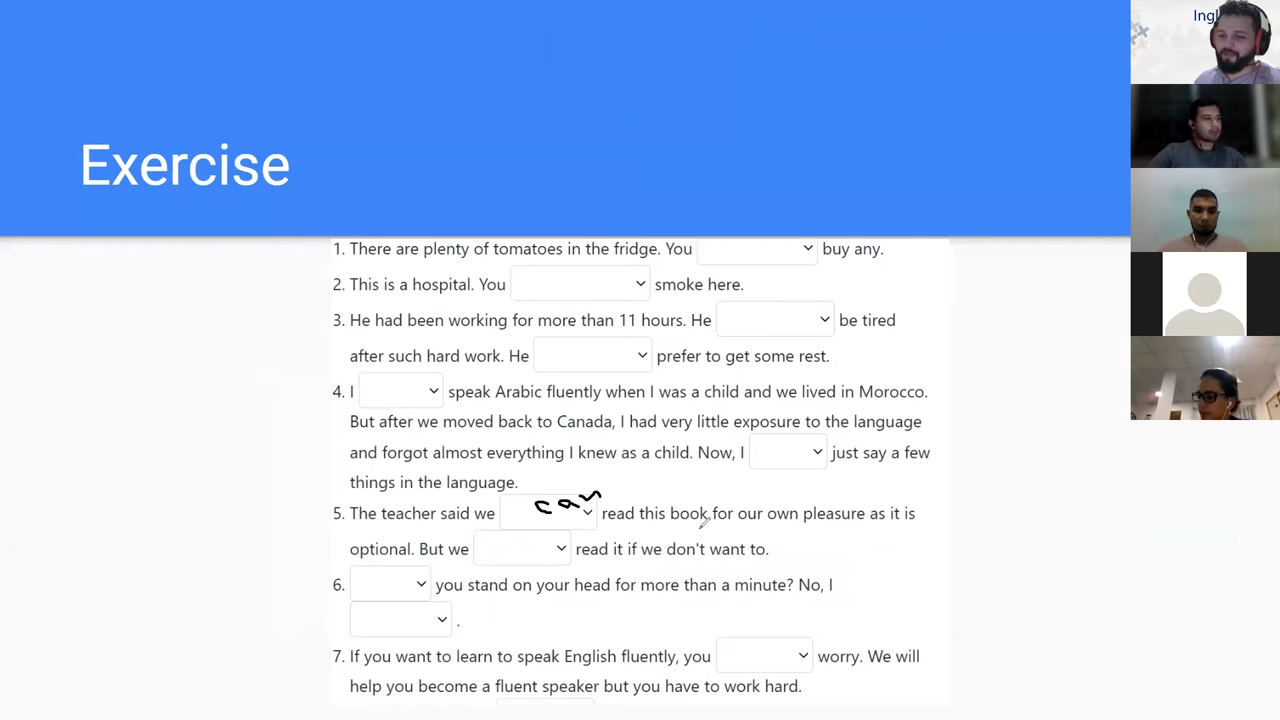 Ingl
Exercise
1. There are plenty of tomatoes in the fridge. You buy any.
2. This is a hospital. You smoke here.
3. He had been working for more than 11 hours. He be tired
after such hard work. He prefer to get some rest.
4. I speak Arabic fluently when I was a child and we lived in Morocco.
But after we moved back to Canada, I had very little exposure to the language
and forgot almost everything I knew as a child. Now, I just say a few
things in the language.
5. The teacher said we can read this book for our own pleasure as it is
optional. But we read it if we don't want to.
6. you stand on your head for more than a minute? No, I
.
7. If you want to learn to speak English fluently, you worry. We will
help you become a fluent speaker but you have to work hard.